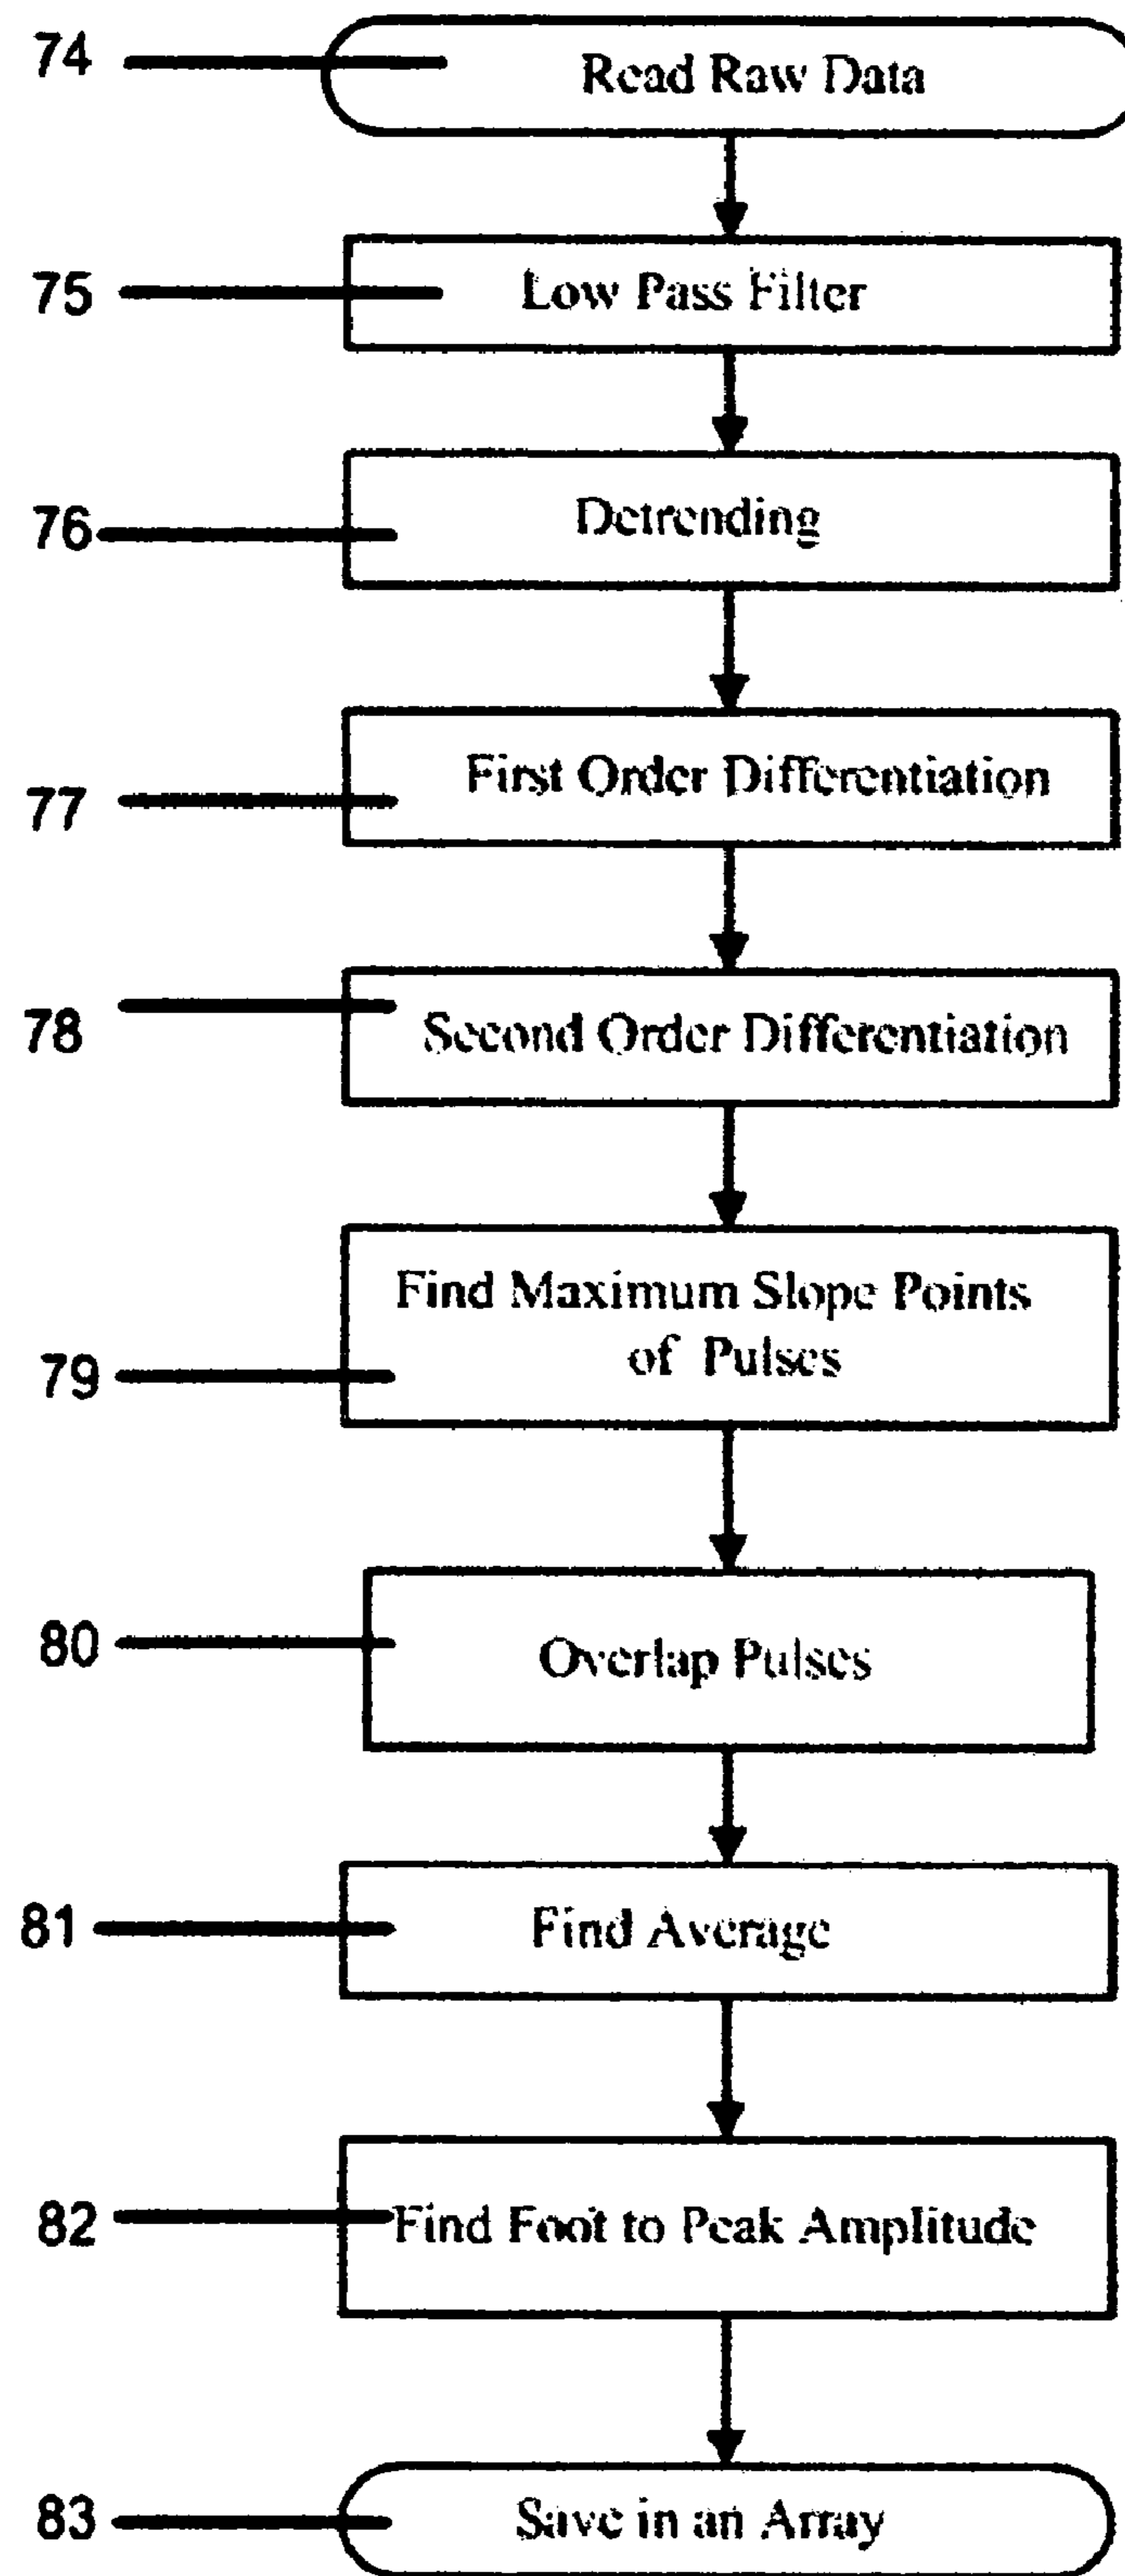 74 Read Raw Data
75 Low Pass Filter
76 Detrending
77 First Order Differentiation
78 Second Order Differentiation
Find Maximum Slope Points
79 of Pulses
80 Overlap Pulses
81 Find Average
82 Find Foot to Peak Amplitude
83 Save in an Array